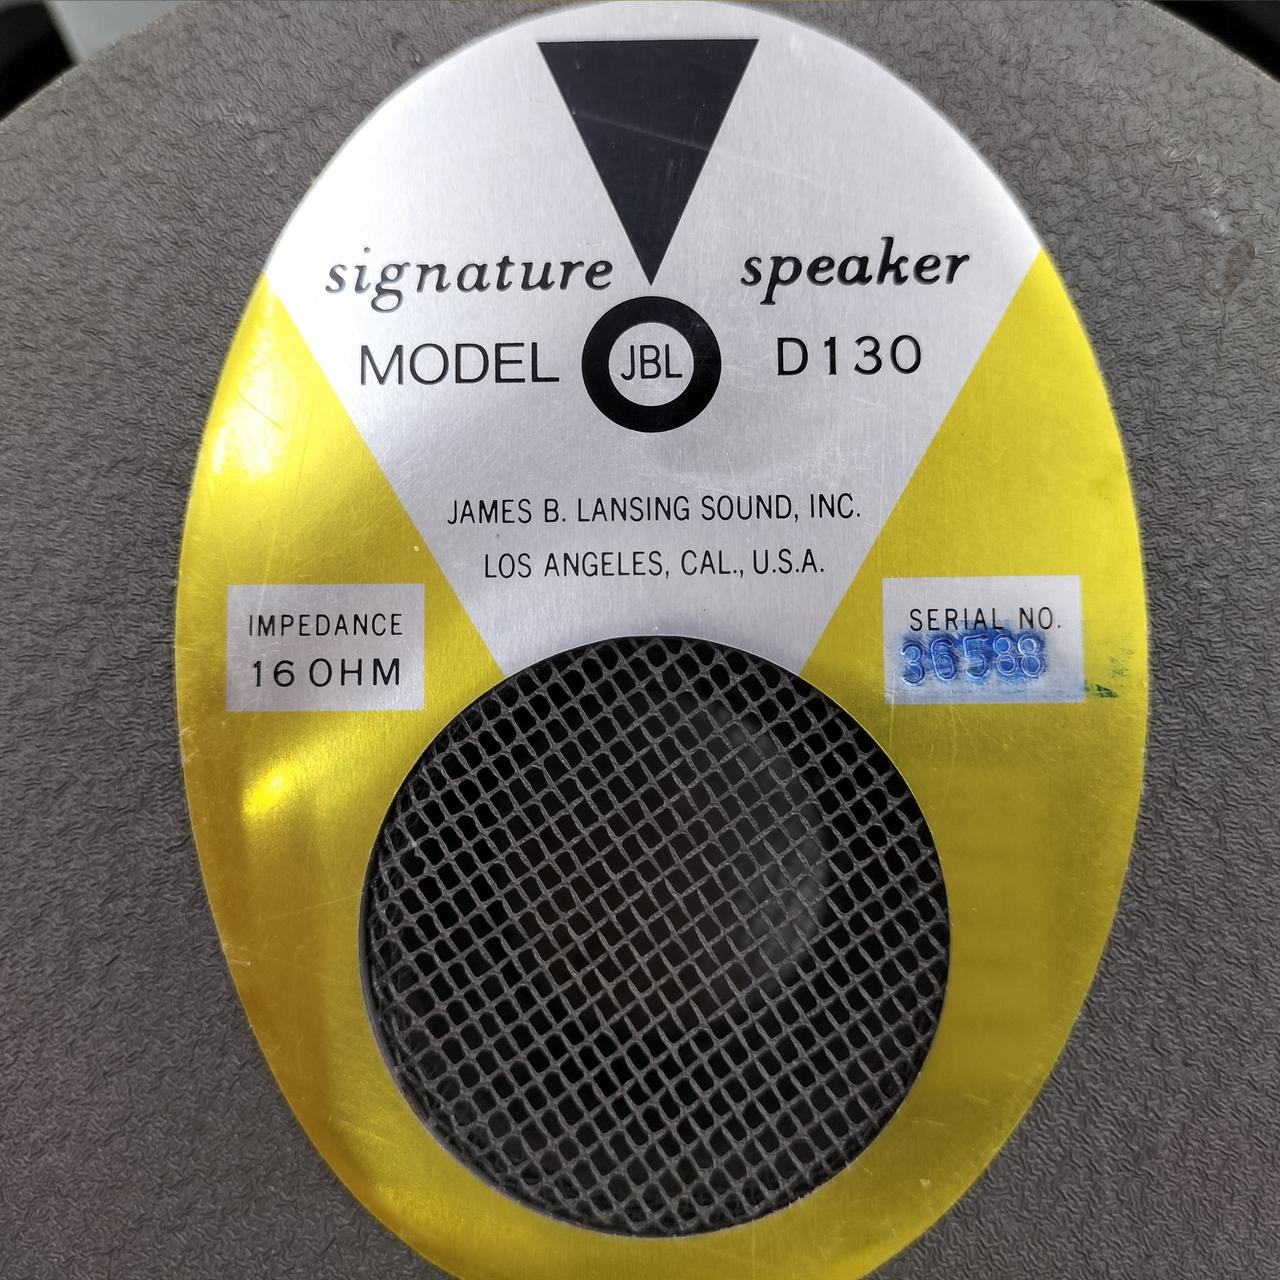 signature speaker
MODEL JBL D130
JAMES B. LANSING SOUND, INC.
LOS ANGELES, CAL., U.S.A.
IMPEDANCE
16 OHM
SERIAL NO.
36588